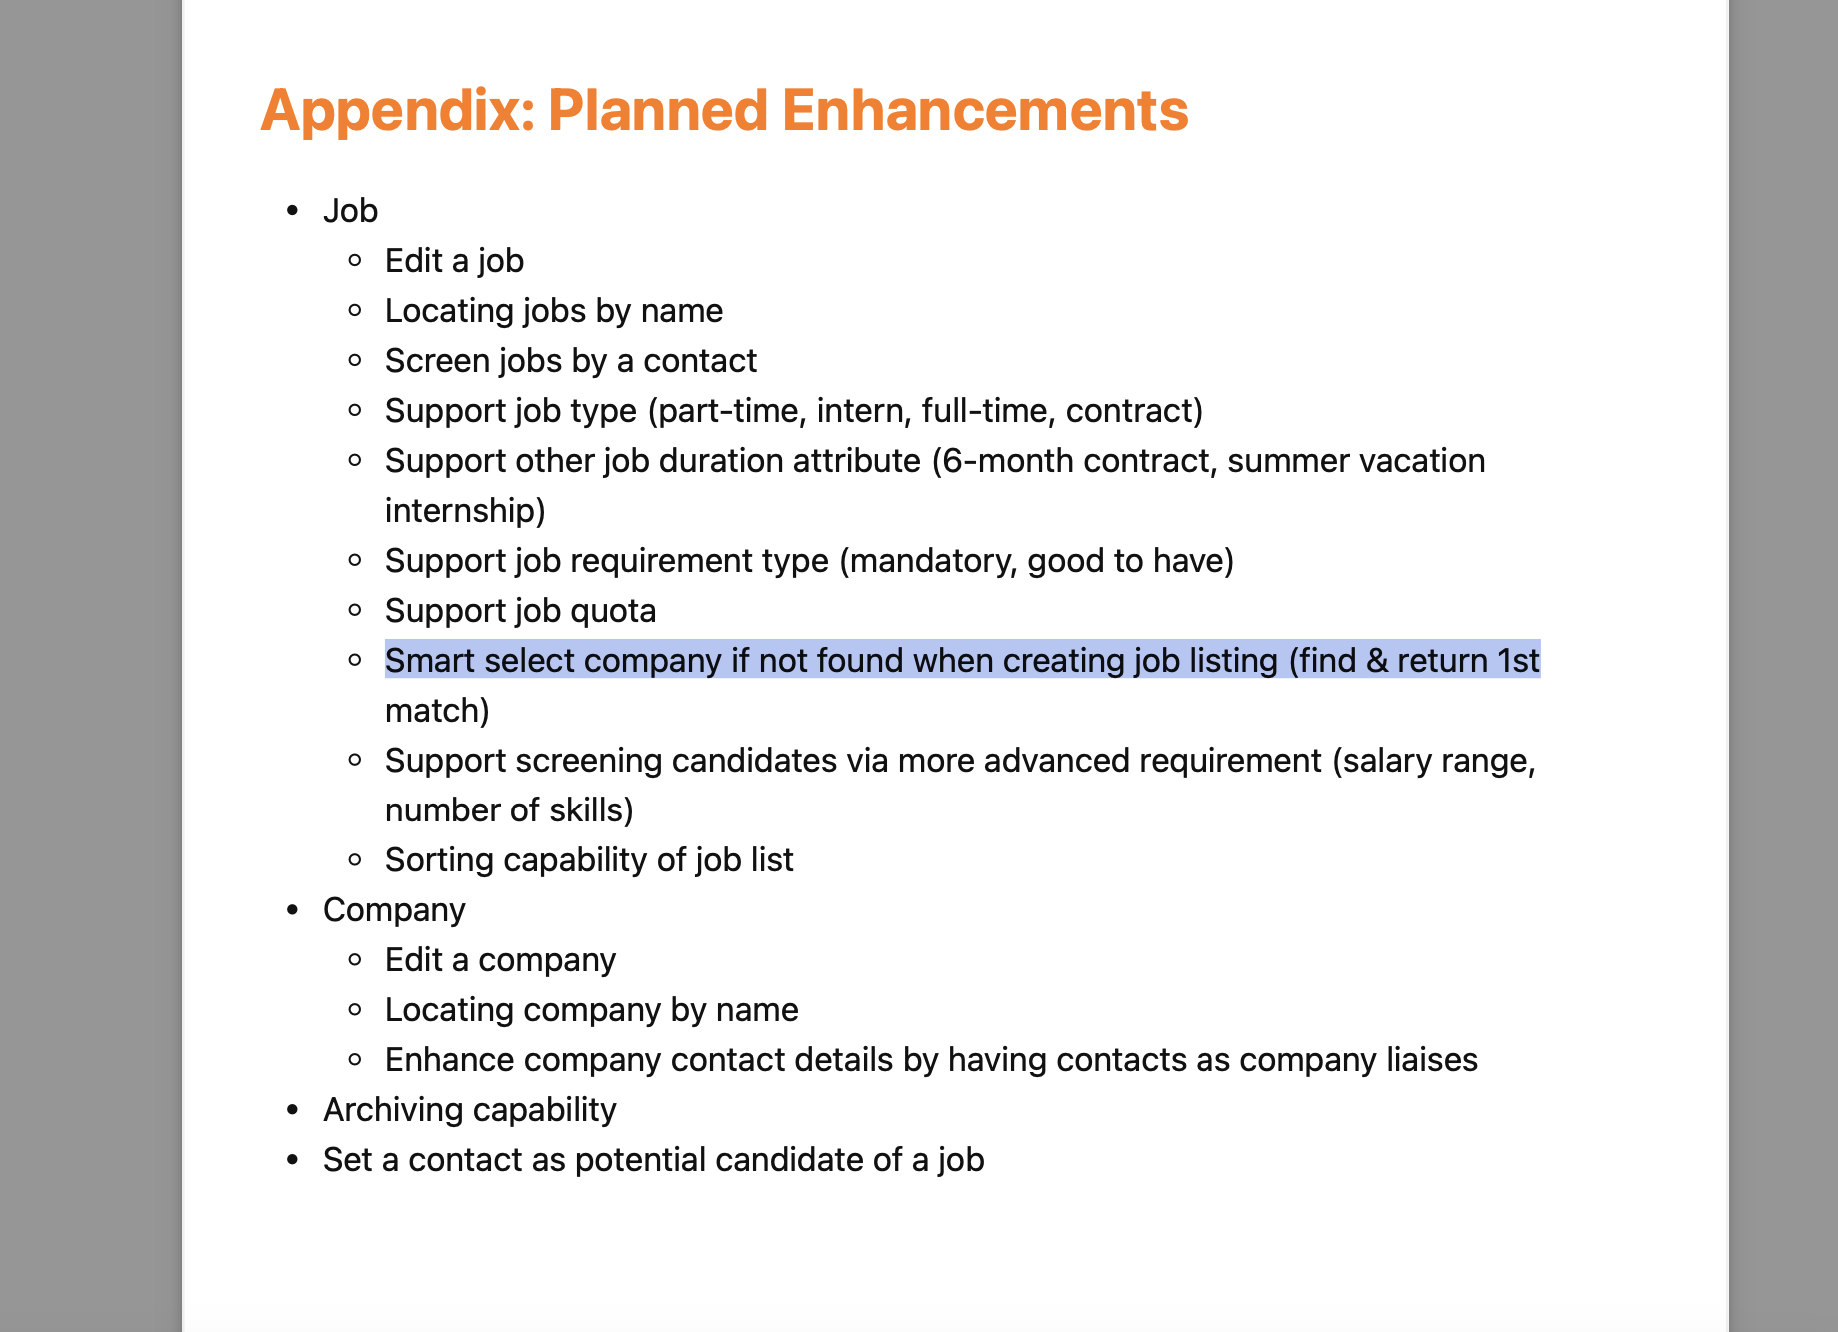 Appendix: Planned Enhancements
• Job
◦ Edit a job
◦ Locating jobs by name
◦ Screen jobs by a contact
◦ Support job type (part-time, intern, full-time, contract)
◦ Support other job duration attribute (6-month contract, summer vacation
internship)
◦ Support job requirement type (mandatory, good to have)
◦ Support job quota
◦ Smart select company if not found when creating job listing (find & return 1st
match)
◦ Support screening candidates via more advanced requirement (salary range,
number of skills)
◦ Sorting capability of job list
• Company
◦ Edit a company
◦ Locating company by name
◦ Enhance company contact details by having contacts as company liaises
• Archiving capability
• Set a contact as potential candidate of a job